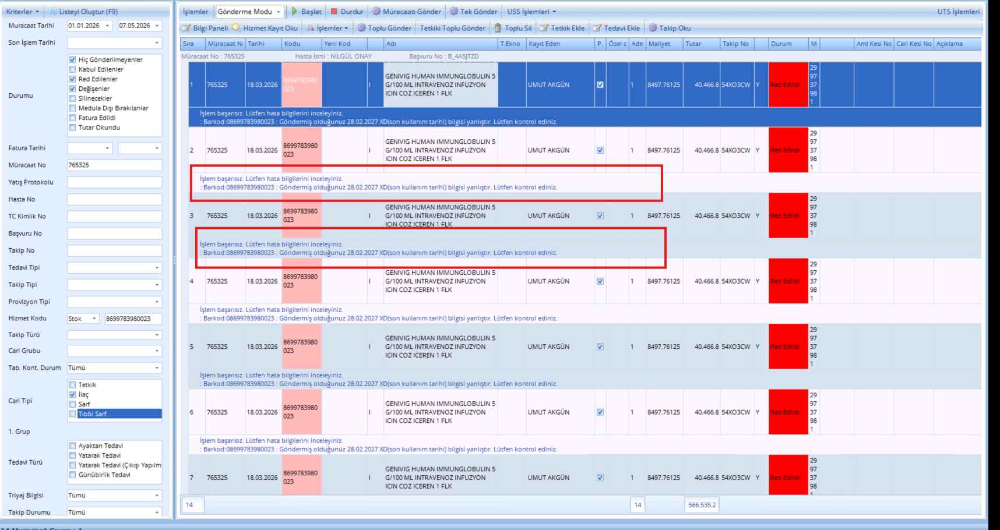 Kriterler
Listeyi Oluştur (F9)
Muracaat Tarihi 01.01.2026 07.05.2026
Son İşlem Tarihi
Durumu
Hiç Gönderilmeyenler
Kabul Edilenler
Red Edilenler
Değişenler
Silinecekler
Medula Dışı Bırakılanlar
Fatura Edildi
Tutar Okundu
Fatura Tarihi
Müracaat No 765325
Yatış Protokolu
Hasta No
TC Kimlik No
Başvuru No
Takip No
Tedavi Tipi
Takip Tipi
Provizyon Tipi
Hizmet Kodu Stok 8699783980023
Takip Türü
Cari Grubu
Tab. Kont. Durum Tümü
Cari Tipi
Tetkik
İlaç
Sarf
Tıbbi Sarf
1. Grup
Tedavi Türü
Ayaktan Tedavi
Yatarak Tedavi
Yatarak Tedavi (Çıkışı Yapılm
Günübirlik Tedavi
Triyaj Bilgisi Tümü
Takip Durumu Tümü
İşlemler Gönderme Modu Başlat Durdur Müracaatı Gönder Tek Gönder USS İşlemleri UTS İşlemleri
Bilgi Paneli Hizmet Kayıt Oku İşlemler Toplu Gönder Tetkiki Toplu Gönder Toplu Sil Tetkik Ekle Tedavi Ekle Takip Oku
Sıra Müracaat N Tarihi Kodu Yeni Kod Adı T.Ekno Kayıt Eden P. Özel Ade Maliyet Tutar Takip No Durum M Aml Kesi No Cari Kesi No Açıklama
Müracaat No : 765325 Hasta İsmi : NİLGÜL ONAY Başvuru No : B_4A5JTZD
1 765325 18.03.2026 8699783980 023 I GENIVIG HUMAN IMMUNGLOBULIN 5 G/100 ML INTRAVENOZ INFUZYON ICIN COZ ICEREN 1 FLK UMUT AKGÜN 1 8497.76125 40.466.8 54XO3CW Y Red Edildi 29 97 37 98 1
İşlem başarısız. Lütfen hata bilgilerini inceleyiniz.
: Barkod:08699783980023 : Göndermiş olduğunuz 28.02.2027 XD(son kullanım tarihi) bilgisi yanlıştır. Lütfen kontrol ediniz.
2 765325 18.03.2026 8699783980 023 I GENIVIG HUMAN IMMUNGLOBULIN 5 G/100 ML INTRAVENOZ INFUZYON ICIN COZ ICEREN 1 FLK UMUT AKGÜN 1 8497.76125 40.466.8 54XO3CW Y Red Edildi 29 97 37 98 1
İşlem başarısız. Lütfen hata bilgilerini inceleyiniz.
: Barkod:08699783980023 : Göndermiş olduğunuz 28.02.2027 XD(son kullanım tarihi) bilgisi yanlıştır. Lütfen kontrol ediniz.
3 765325 18.03.2026 8699783980 023 I GENIVIG HUMAN IMMUNGLOBULIN 5 G/100 ML INTRAVENOZ INFUZYON ICIN COZ ICEREN 1 FLK UMUT AKGÜN 1 8497.76125 40.466.8 54XO3CW Y Red Edildi 29 97 37 98 1
İşlem başarısız. Lütfen hata bilgilerini inceleyiniz.
: Barkod:08699783980023 : Göndermiş olduğunuz 28.02.2027 XD(son kullanım tarihi) bilgisi yanlıştır. Lütfen kontrol ediniz.
4 765325 18.03.2026 8699783980 023 I GENIVIG HUMAN IMMUNGLOBULIN 5 G/100 ML INTRAVENOZ INFUZYON ICIN COZ ICEREN 1 FLK UMUT AKGÜN 1 8497.76125 40.466.8 54XO3CW Y Red Edildi 29 97 37 98 1
İşlem başarısız. Lütfen hata bilgilerini inceleyiniz.
: Barkod:08699783980023 : Göndermiş olduğunuz 28.02.2027 XD(son kullanım tarihi) bilgisi yanlıştır. Lütfen kontrol ediniz.
5 765325 18.03.2026 8699783980 023 I GENIVIG HUMAN IMMUNGLOBULIN 5 G/100 ML INTRAVENOZ INFUZYON ICIN COZ ICEREN 1 FLK UMUT AKGÜN 1 8497.76125 40.466.8 54XO3CW Y Red Edildi 29 97 37 98 1
İşlem başarısız. Lütfen hata bilgilerini inceleyiniz.
: Barkod:08699783980023 : Göndermiş olduğunuz 28.02.2027 XD(son kullanım tarihi) bilgisi yanlıştır. Lütfen kontrol ediniz.
6 765325 18.03.2026 8699783980 023 I GENIVIG HUMAN IMMUNGLOBULIN 5 G/100 ML INTRAVENOZ INFUZYON ICIN COZ ICEREN 1 FLK UMUT AKGÜN 1 8497.76125 40.466.8 54XO3CW Y Red Edildi 29 97 37 98 1
İşlem başarısız. Lütfen hata bilgilerini inceleyiniz.
: Barkod:08699783980023 : Göndermiş olduğunuz 28.02.2027 XD(son kullanım tarihi) bilgisi yanlıştır. Lütfen kontrol ediniz.
7 765325 18.03.2026 8699783980 023 I GENIVIG HUMAN IMMUNGLOBULIN 5 G/100 ML INTRAVENOZ INFUZYON ICIN COZ ICEREN 1 FLK UMUT AKGÜN 1 8497.76125 40.466.8 54XO3CW Y Red Edildi 29 97 37 98
14 14 566.535.2